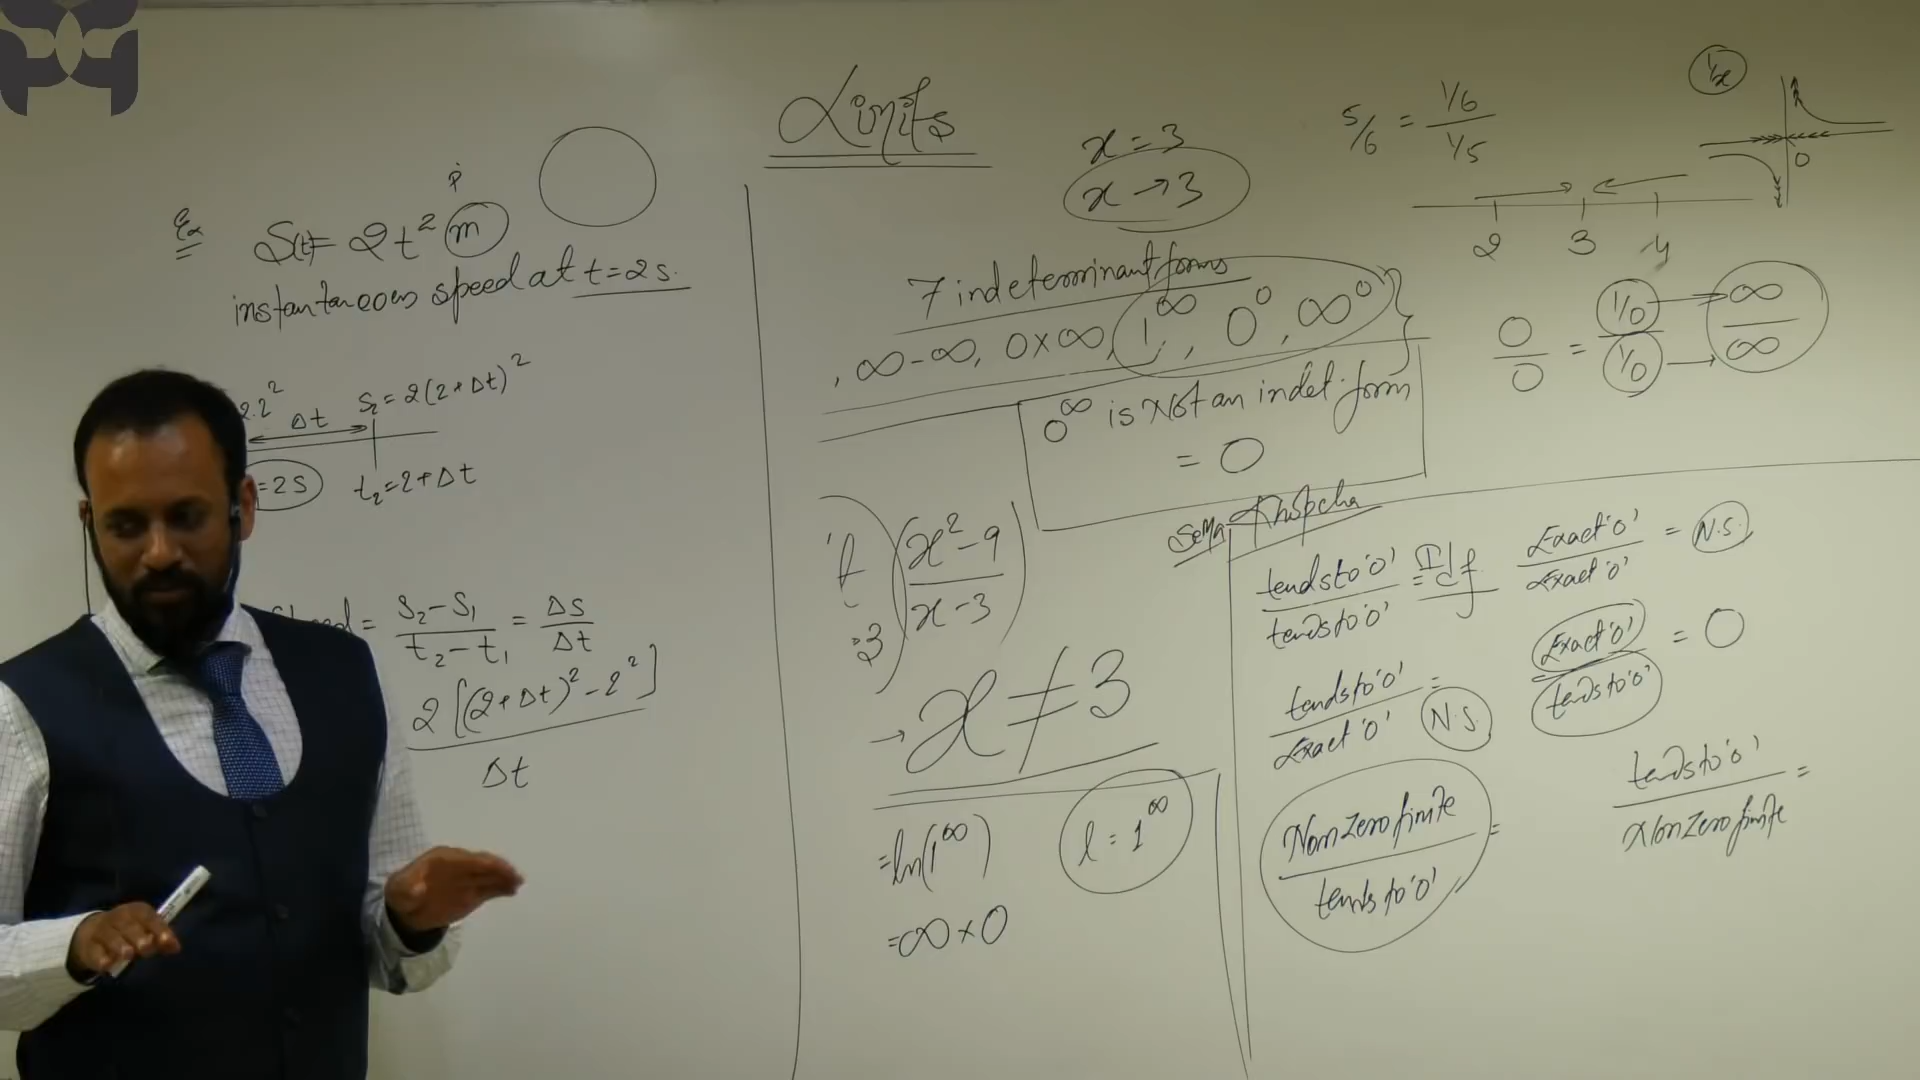 Limits
Ex
S(t) = 2t² m
instantaneous speed at t=2s.
2.2² Δt S₂=2(2+Δt)²
=2s t₂=2+Δt
= S₂-S₁ / t₂-t₁ = Δs / Δt
2[(2+Δt)²-2²] / Δt
x=3
x→3
7 indeterminant forms
, ∞-∞, 0×∞, 1^∞, 0⁰, ∞⁰
0^∞ is Not an indet. form
= 0
(x²-9 / x-3)
→ x≠3
=ln(1^∞)
=∞×0
l=1^∞
5/6 = 1/6 / 1/5
1/x
0
2 3 4
0/0 = 1/0 / 1/0 → ∞/∞
Khopcha
tends to '0' / tends to '0' = Idf
Exact '0' / Exact '0' = N.S.
tends to '0' / Exact '0' = N.S.
Exact '0' / tends to '0' = 0
Non zero finite / tends to '0' =
tends to '0' / Non zero finite =